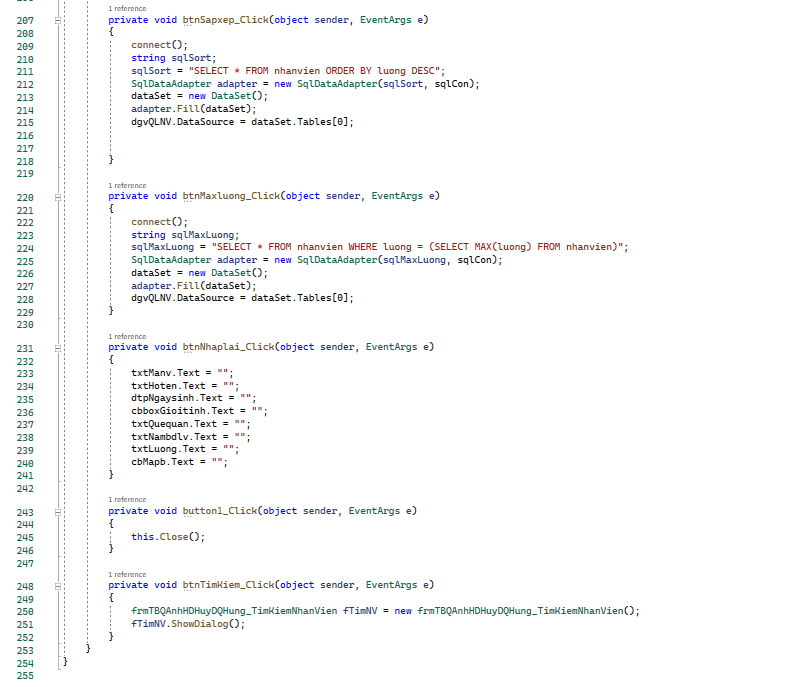 1 reference
207 private void btnSapxep_Click(object sender, EventArgs e)
208 {
209 connect();
210 string sqlSort;
211 sqlSort = "SELECT * FROM nhanvien ORDER BY luong DESC";
212 SqlDataAdapter adapter = new SqlDataAdapter(sqlSort, sqlCon);
213 dataSet = new DataSet();
214 adapter.Fill(dataSet);
215 dgvQLNV.DataSource = dataSet.Tables[0];
216
217
218 }
219
1 reference
220 private void btnMaxluong_Click(object sender, EventArgs e)
221 {
222 connect();
223 string sqlMaxLuong;
224 sqlMaxLuong = "SELECT * FROM nhanvien WHERE luong = (SELECT MAX(luong) FROM nhanvien)";
225 SqlDataAdapter adapter = new SqlDataAdapter(sqlMaxLuong, sqlCon);
226 dataSet = new DataSet();
227 adapter.Fill(dataSet);
228 dgvQLNV.DataSource = dataSet.Tables[0];
229 }
230
1 reference
231 private void btnNhaplai_Click(object sender, EventArgs e)
232 {
233 txtManv.Text = "";
234 txtHoten.Text = "";
235 dtpNgaysinh.Text = "";
236 cbboxGioitinh.Text = "";
237 txtQuequan.Text = "";
238 txtNambdlv.Text = "";
239 txtLuong.Text = "";
240 cbMapb.Text = "";
241 }
242
1 reference
243 private void button1_Click(object sender, EventArgs e)
244 {
245 this.Close();
246 }
247
1 reference
248 private void btnTimKiem_Click(object sender, EventArgs e)
249 {
250 frmTBQAnhHDHuyDQHung_TimKiemNhanVien fTimNV = new frmTBQAnhHDHuyDQHung_TimKiemNhanVien();
251 fTimNV.ShowDialog();
252 }
253 }
254 }
255